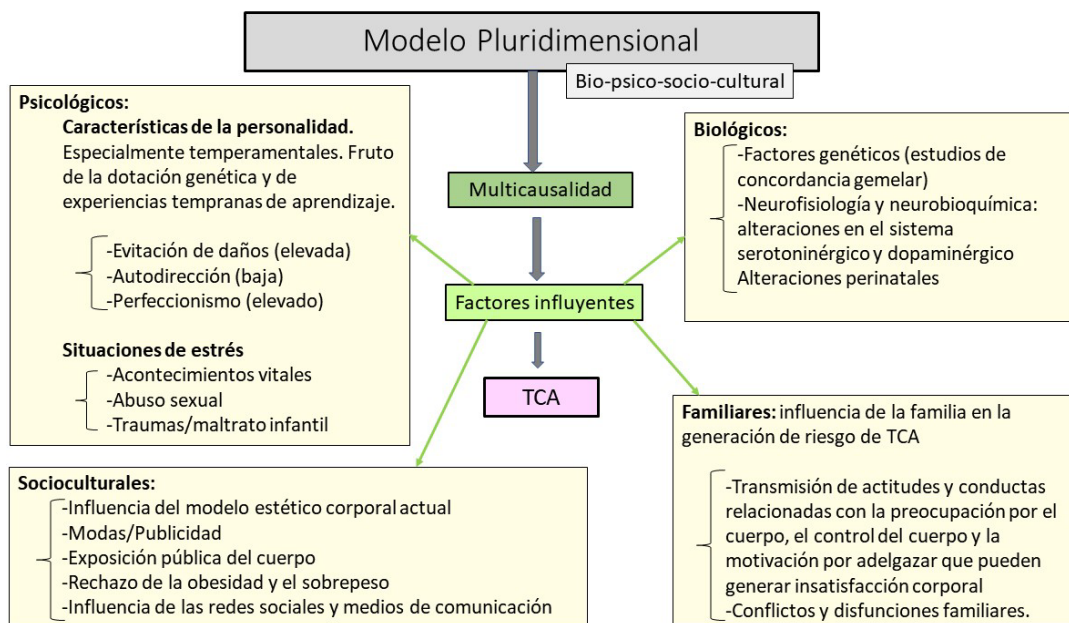 Modelo Pluridimensional
Bio-psico-socio-cultural
Psicológicos:
Características de la personalidad.
Especialmente temperamentales. Fruto
de la dotación genética y de
experiencias tempranas de aprendizaje.
-Evitación de daños (elevada)
-Autodirección (baja)
-Perfeccionismo (elevado)
Situaciones de estrés
-Acontecimientos vitales
-Abuso sexual
-Traumas/maltrato infantil
Multicausalidad
Factores influyentes
TCA
Biológicos:
-Factores genéticos (estudios de
concordancia gemelar)
-Neurofisiología y neurobioquímica:
alteraciones en el sistema
serotoninérgico y dopaminérgico
Alteraciones perinatales
Socioculturales:
-Influencia del modelo estético corporal actual
-Modas/Publicidad
-Exposición pública del cuerpo
-Rechazo de la obesidad y el sobrepeso
-Influencia de las redes sociales y medios de comunicación
Familiares: influencia de la familia en la
generación de riesgo de TCA
-Transmisión de actitudes y conductas
relacionadas con la preocupación por el
cuerpo, el control del cuerpo y la
motivación por adelgazar que pueden
generar insatisfacción corporal
-Conflictos y disfunciones familiares.